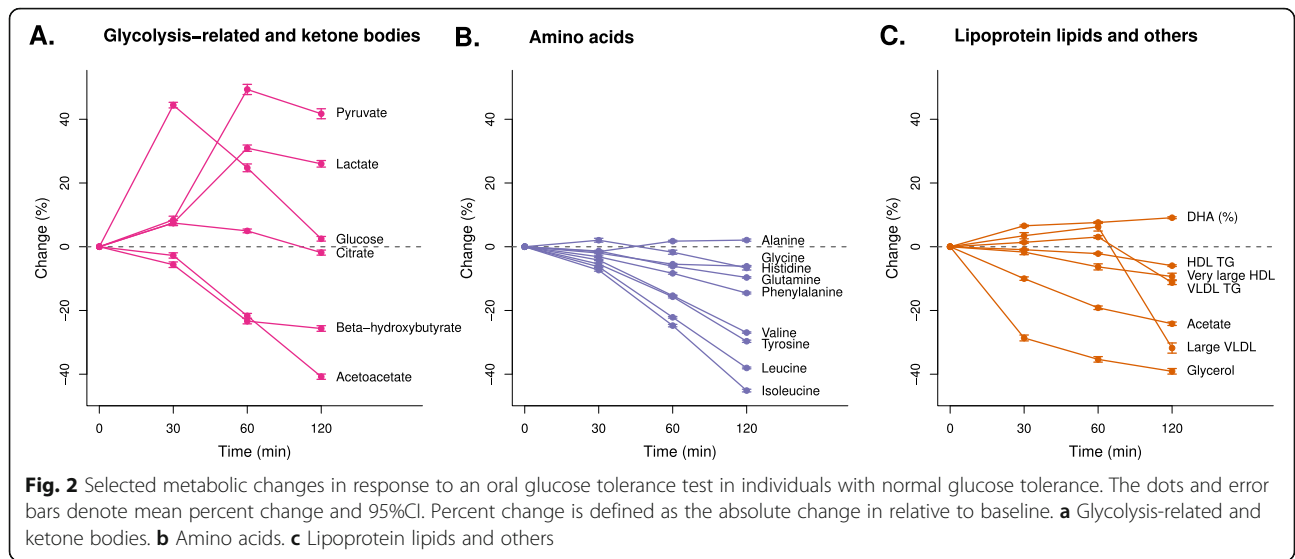 A. Glycolysis−related and ketone bodies
Change (%)
40
20
0
−20
−40
Pyruvate
Lactate
Glucose
Citrate
Beta−hydroxybutyrate
Acetoacetate
0 30 60 120
Time (min)
B. Amino acids
Change (%)
40
20
0
−20
−40
Alanine
Glycine
Histidine
Glutamine
Phenylalanine
Valine
Tyrosine
Leucine
Isoleucine
0 30 60 120
Time (min)
C. Lipoprotein lipids and others
Change (%)
40
20
0
−20
−40
DHA (%)
HDL TG
Very large HDL
VLDL TG
Acetate
Large VLDL
Glycerol
0 30 60 120
Time (min)
Fig. 2 Selected metabolic changes in response to an oral glucose tolerance test in individuals with normal glucose tolerance. The dots and error
bars denote mean percent change and 95%CI. Percent change is defined as the absolute change in relative to baseline. a Glycolysis-related and
ketone bodies. b Amino acids. c Lipoprotein lipids and others